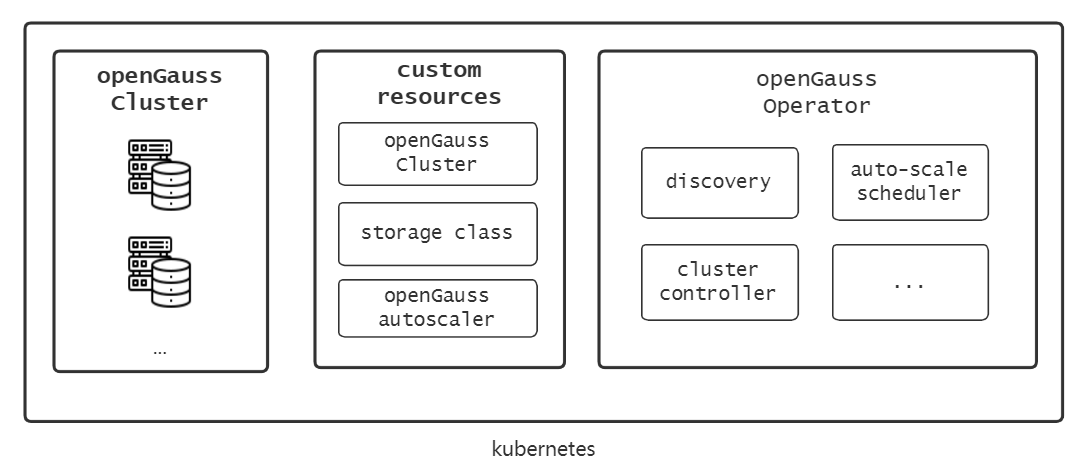 openGauss
Cluster
...
custom
resources
openGauss
Cluster
storage class
openGauss
autoscaler
openGauss
Operator
discovery
auto-scale
scheduler
cluster
controller
...
kubernetes